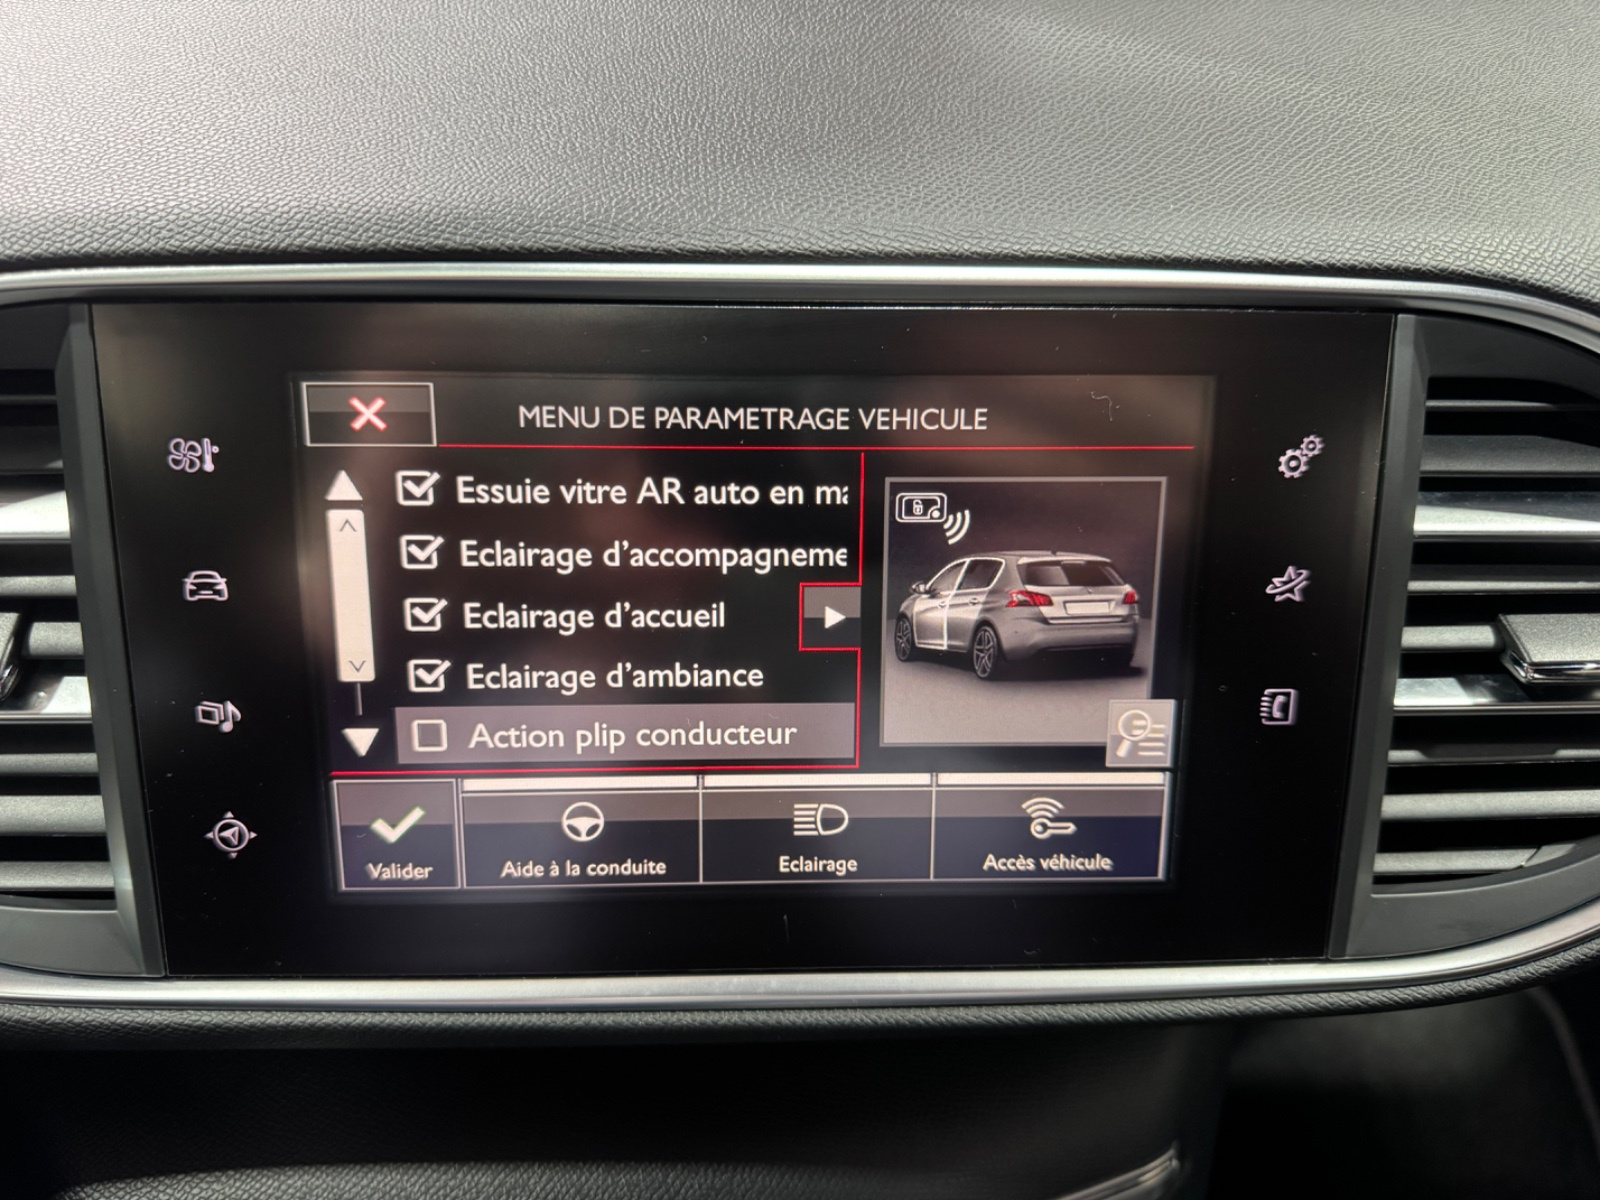 MENU DE PARAMETRAGE VEHICULE
Essuie vitre AR auto en ma
Eclairage d'accompagneme
Eclairage d'accueil
Eclairage d'ambiance
Action plip conducteur
Valider
Aide à la conduite
Eclairage
Accès véhicule